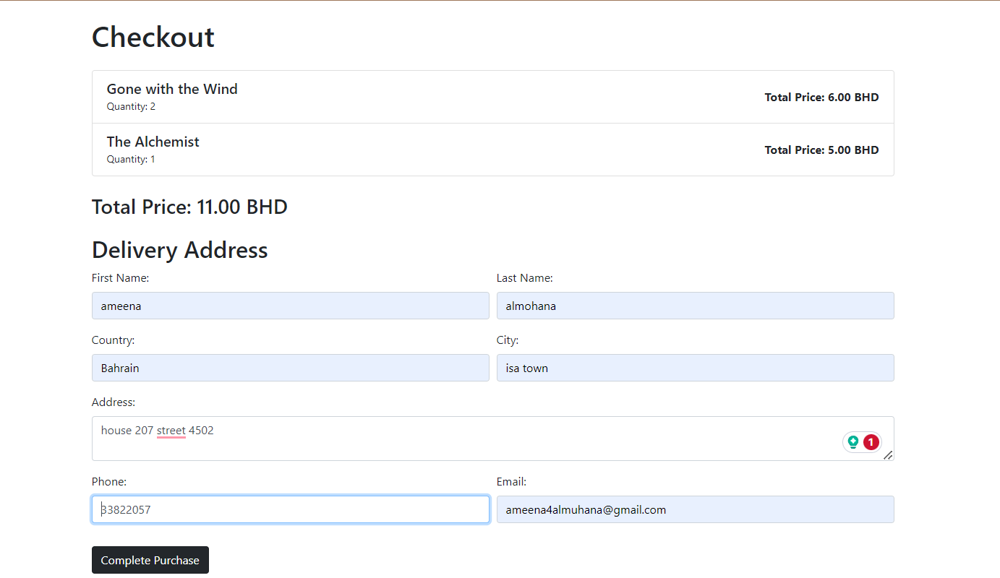 Checkout
Gone with the Wind
Quantity: 2
Total Price: 6.00 BHD
The Alchemist
Quantity: 1
Total Price: 5.00 BHD
Total Price: 11.00 BHD
Delivery Address
First Name: Last Name:
ameena almohana
Country: City:
Bahrain isa town
Address:
house 207 street 4502
1
Phone: Email:
33822057 ameena4almuhana@gmail.com
Complete Purchase